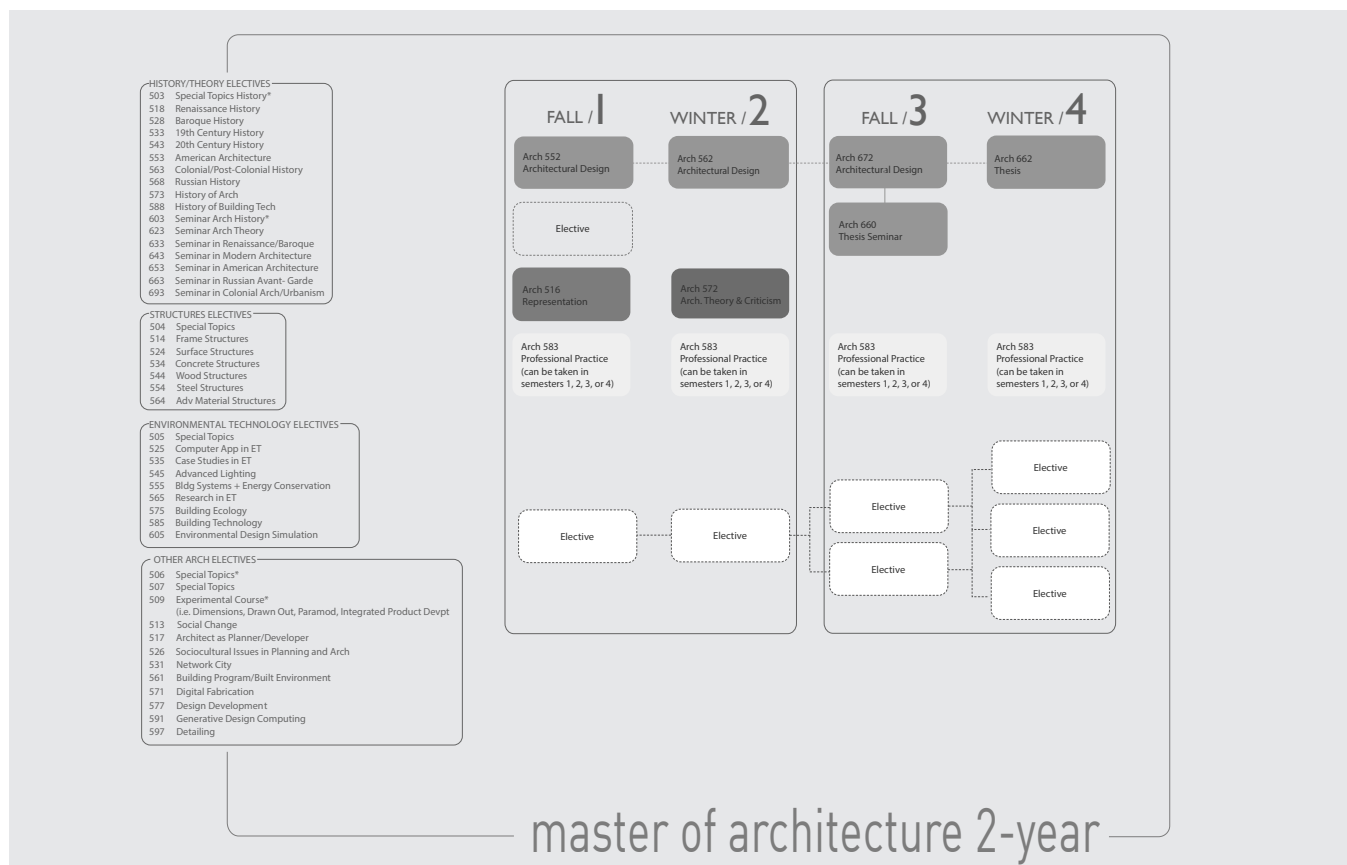 HISTORY/THEORY ELECTIVES
503 Special Topics History*
518 Renaissance History
528 Baroque History
533 19th Century History
543 20th Century History
553 American Architecture
563 Colonial/Post-Colonial History
568 Russian History
573 History of Arch
588 History of Building Tech
603 Seminar Arch History*
623 Seminar Arch Theory
633 Seminar in Renaissance/Baroque
643 Seminar in Modern Architecture
653 Seminar in American Architecture
663 Seminar in Russian Avant- Garde
693 Seminar in Colonial Arch/Urbanism
STRUCTURES ELECTIVES
504 Special Topics
514 Frame Structures
524 Surface Structures
534 Concrete Structures
544 Wood Structures
554 Steel Structures
564 Adv Material Structures
ENVIRONMENTAL TECHNOLOGY ELECTIVES
505 Special Topics
525 Computer App in ET
535 Case Studies in ET
545 Advanced Lighting
555 Bldg Systems + Energy Conservation
565 Research in ET
575 Building Ecology
585 Building Technology
605 Environmental Design Simulation
OTHER ARCH ELECTIVES
506 Special Topics*
507 Special Topics
509 Experimental Course*
(i.e. Dimensions, Drawn Out, Paramod, Integrated Product Devpt
513 Social Change
517 Architect as Planner/Developer
526 Sociocultural Issues in Planning and Arch
531 Network City
561 Building Program/Built Environment
571 Digital Fabrication
577 Design Development
591 Generative Design Computing
597 Detailing
FALL / 1
Arch 552
Architectural Design
Elective
Arch 516
Representation
Arch 583
Professional Practice
(can be taken in
semesters 1, 2, 3, or 4)
Elective
WINTER / 2
Arch 562
Architectural Design
Arch 572
Arch. Theory & Criticism
Arch 583
Professional Practice
(can be taken in
semesters 1, 2, 3, or 4)
Elective
FALL / 3
Arch 672
Architectural Design
Arch 660
Thesis Seminar
Arch 583
Professional Practice
(can be taken in
semesters 1, 2, 3, or 4)
Elective
Elective
WINTER / 4
Arch 662
Thesis
Arch 583
Professional Practice
(can be taken in
semesters 1, 2, 3, or 4)
Elective
Elective
Elective
master of architecture 2-year